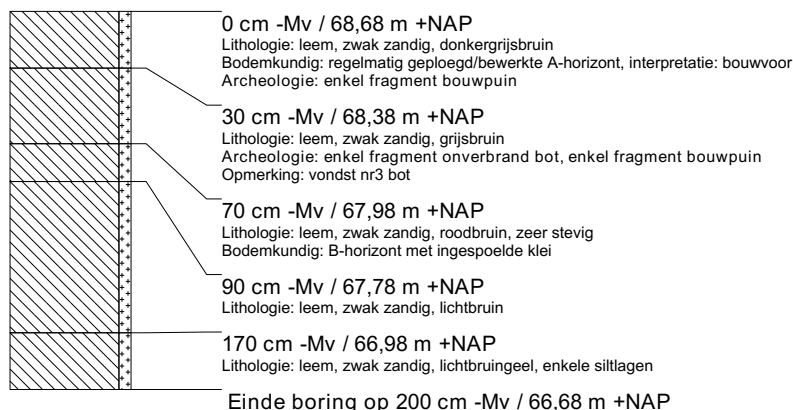 0 cm -Mv / 68,68 m +NAP
Lithologie: leem, zwak zandig, donkergrijsbruin
Bodemkundig: regelmatig geploegd/bewerkte A-horizont, interpretatie: bouwvoor
Archeologie: enkel fragment bouwpuin
30 cm -Mv / 68,38 m +NAP
Lithologie: leem, zwak zandig, grijsbruin
Archeologie: enkel fragment onverbrand bot, enkel fragment bouwpuin
Opmerking: vondst nr3 bot
70 cm -Mv / 67,98 m +NAP
Lithologie: leem, zwak zandig, roodbruin, zeer stevig
Bodemkundig: B-horizont met ingespoelde klei
90 cm -Mv / 67,78 m +NAP
Lithologie: leem, zwak zandig, lichtbruin
170 cm -Mv / 66,98 m +NAP
Lithologie: leem, zwak zandig, lichtbruingeel, enkele siltlagen
Einde boring op 200 cm -Mv / 66,68 m +NAP